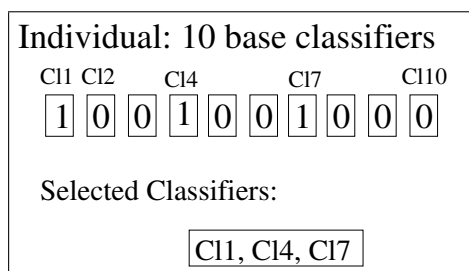 Individual: 10 base classifiers
Cl1 Cl2 Cl4 Cl7 Cl10
1 0 0 1 0 0 1 0 0 0
Selected Classifiers:
Cl1, Cl4, Cl7